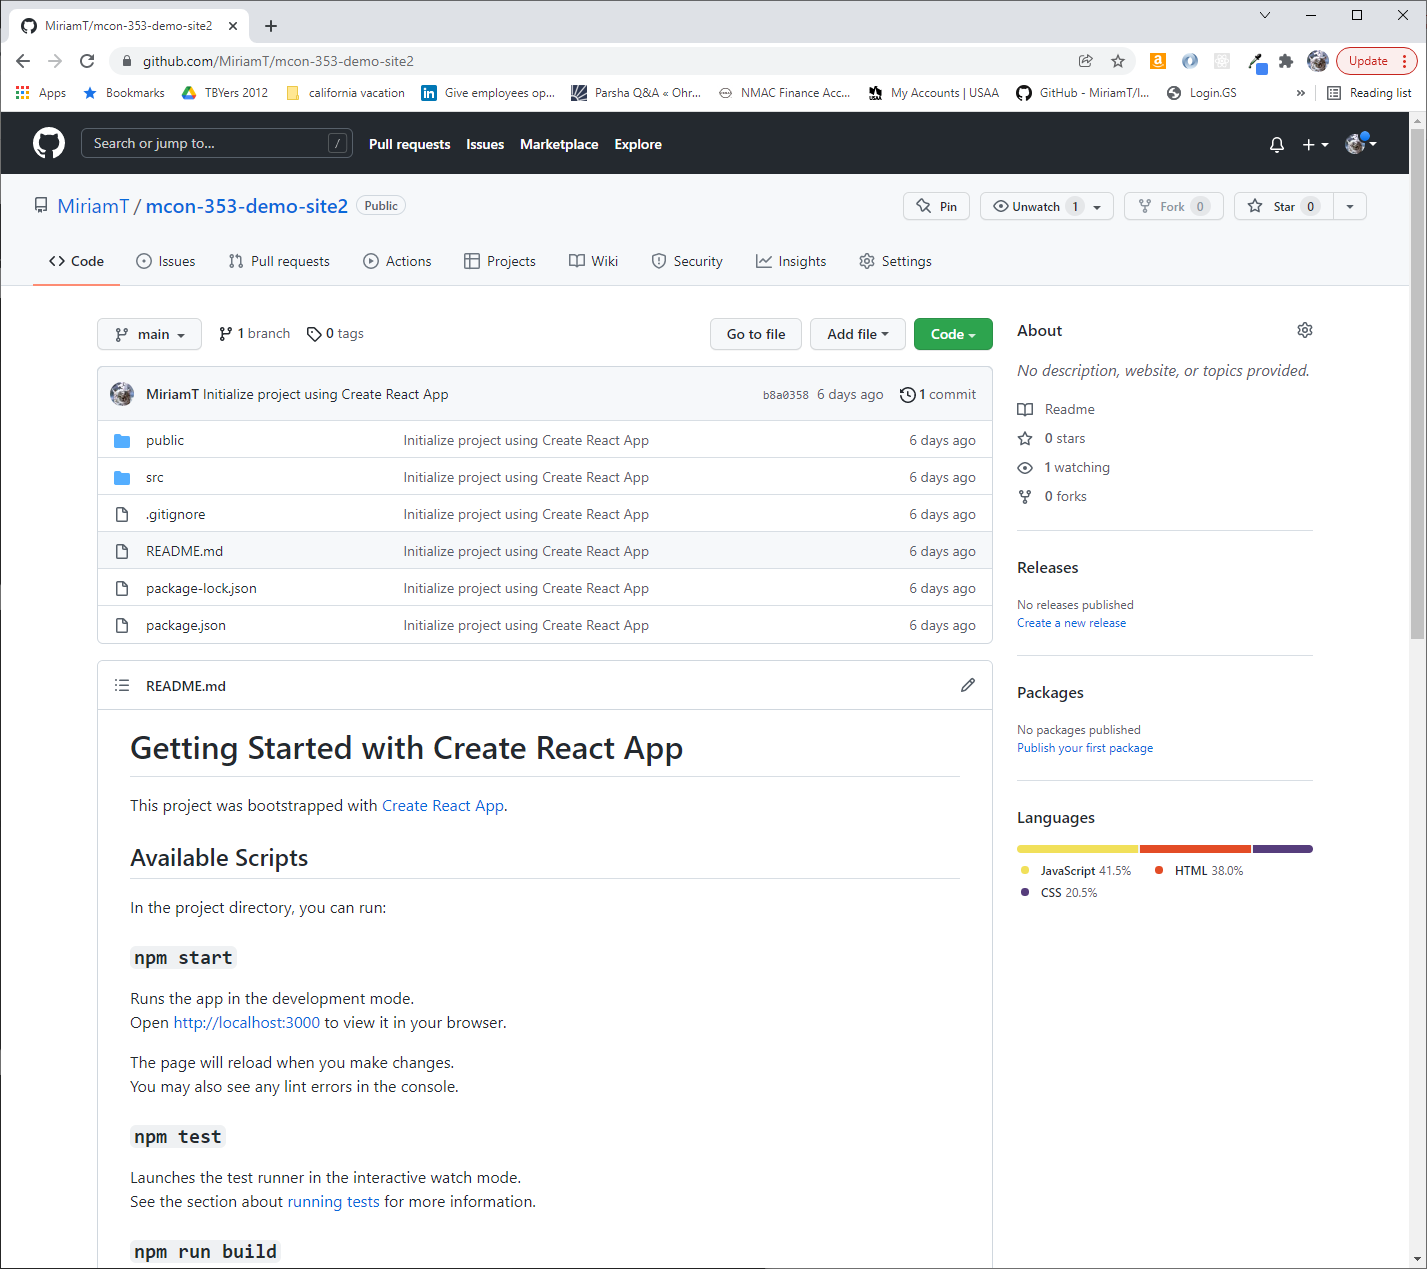 MiriamT/mcon-353-demo-site2
github.com/MiriamT/mcon-353-demo-site2
Update
Apps Bookmarks TBYers 2012 california vacation Give employees op... Parsha Q&A « Ohr... NMAC Finance Acc... My Accounts | USAA GitHub - MiriamT/I... Login.GS » Reading list
Search or jump to... / Pull requests Issues Marketplace Explore
MiriamT / mcon-353-demo-site2 Public
Pin Unwatch 1 Fork 0 Star 0
Code Issues Pull requests Actions Projects Wiki Security Insights Settings
main 1 branch 0 tags Go to file Add file Code
MiriamT Initialize project using Create React App b8a0358 6 days ago 1 commit
public Initialize project using Create React App 6 days ago
src Initialize project using Create React App 6 days ago
.gitignore Initialize project using Create React App 6 days ago
README.md Initialize project using Create React App 6 days ago
package-lock.json Initialize project using Create React App 6 days ago
package.json Initialize project using Create React App 6 days ago
README.md
Getting Started with Create React App
This project was bootstrapped with Create React App.
Available Scripts
In the project directory, you can run:
npm start
Runs the app in the development mode.
Open http://localhost:3000 to view it in your browser.
The page will reload when you make changes.
You may also see any lint errors in the console.
npm test
Launches the test runner in the interactive watch mode.
See the section about running tests for more information.
npm run build
About
No description, website, or topics provided.
Readme
0 stars
1 watching
0 forks
Releases
No releases published
Create a new release
Packages
No packages published
Publish your first package
Languages
JavaScript 41.5% HTML 38.0%
CSS 20.5%